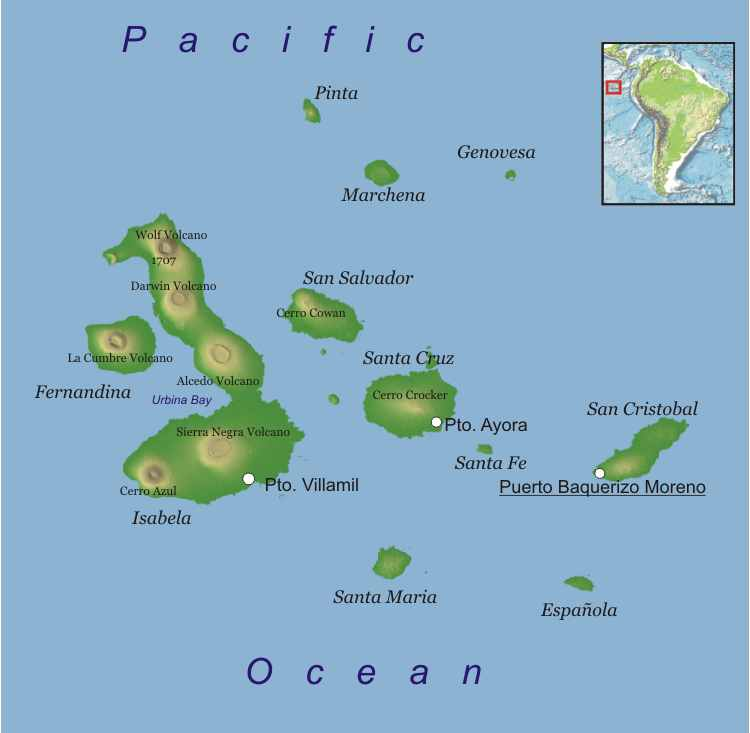 P a c i f i c
Pinta
Genovesa
Marchena
Wolf Volcano
1707
Darwin Volcano
San Salvador
Cerro Cowan
La Cumbre Volcano
Santa Cruz
Alcedo Volcano
Fernandina
Cerro Crocker
Urbina Bay
San Cristobal
Pto. Ayora
Sierra Negra Volcano
Santa Fe
Cerro Azul
Pto. Villamil
Puerto Baquerizo Moreno
Isabela
Santa Maria
Española
O c e a n